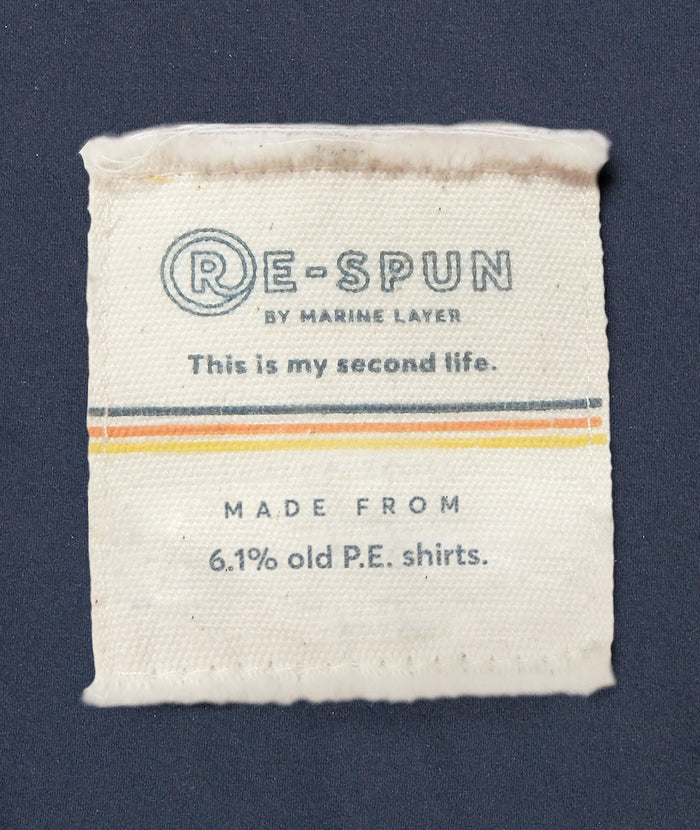 RE-SPUN
BY MARINE LAYER
This is my second life.
MADE FROM
6.1% old P.E. shirts.